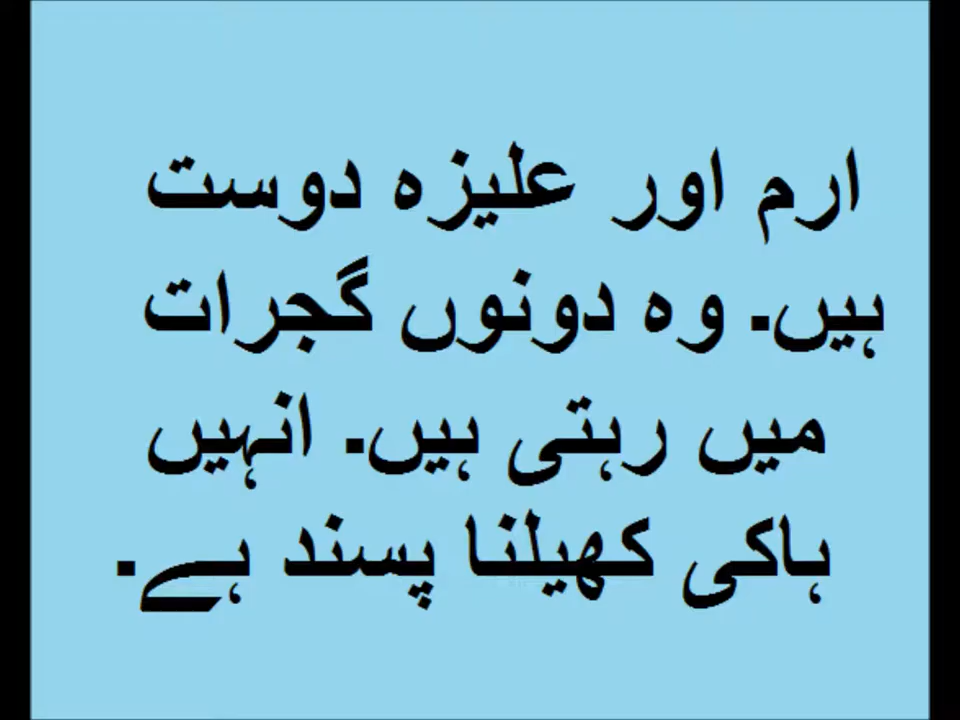 ارم اور علیزہ دوست
ہیں۔ وہ دونوں گجرات
میں رہتی ہیں۔ انہیں
ہاکی کھیلنا پسند ہے۔